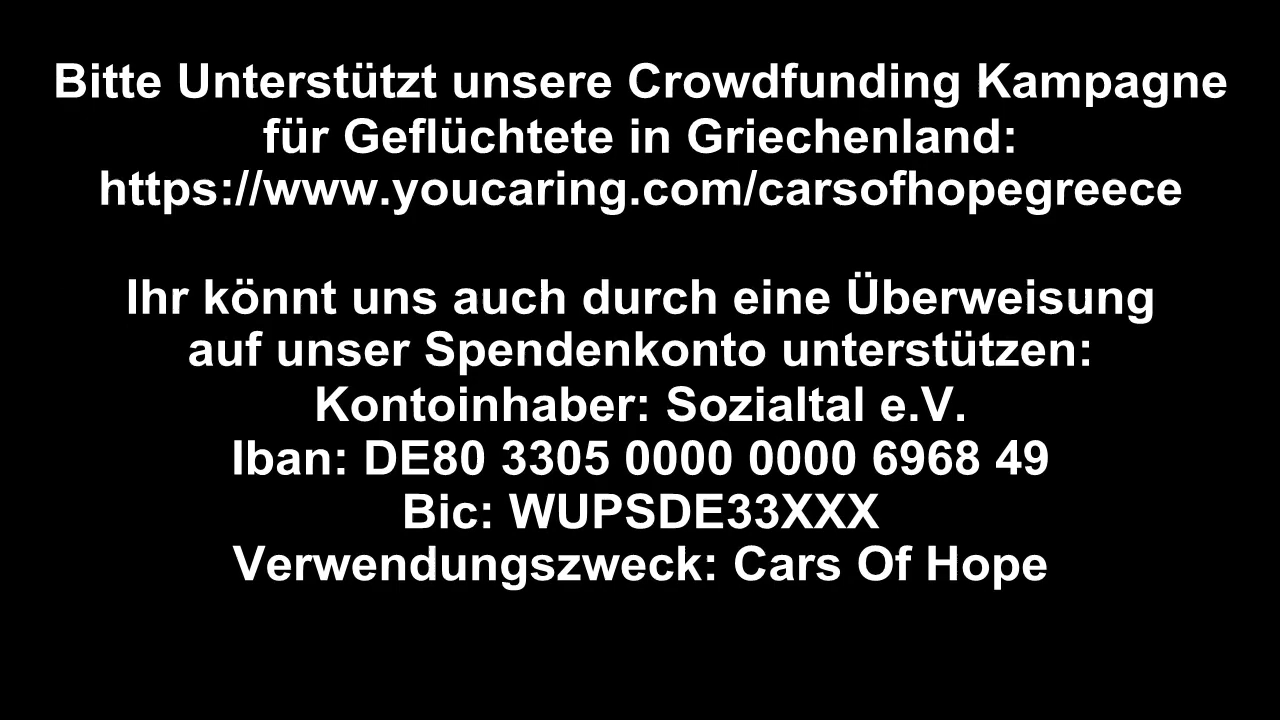 Bitte Unterstützt unsere Crowdfunding Kampagne
für Geflüchtete in Griechenland:
https://www.youcaring.com/carsofhopegreece
Ihr könnt uns auch durch eine Überweisung
auf unser Spendenkonto unterstützen:
Kontoinhaber: Sozialtal e.V.
Iban: DE80 3305 0000 0000 6968 49
Bic: WUPSDE33XXX
Verwendungszweck: Cars Of Hope